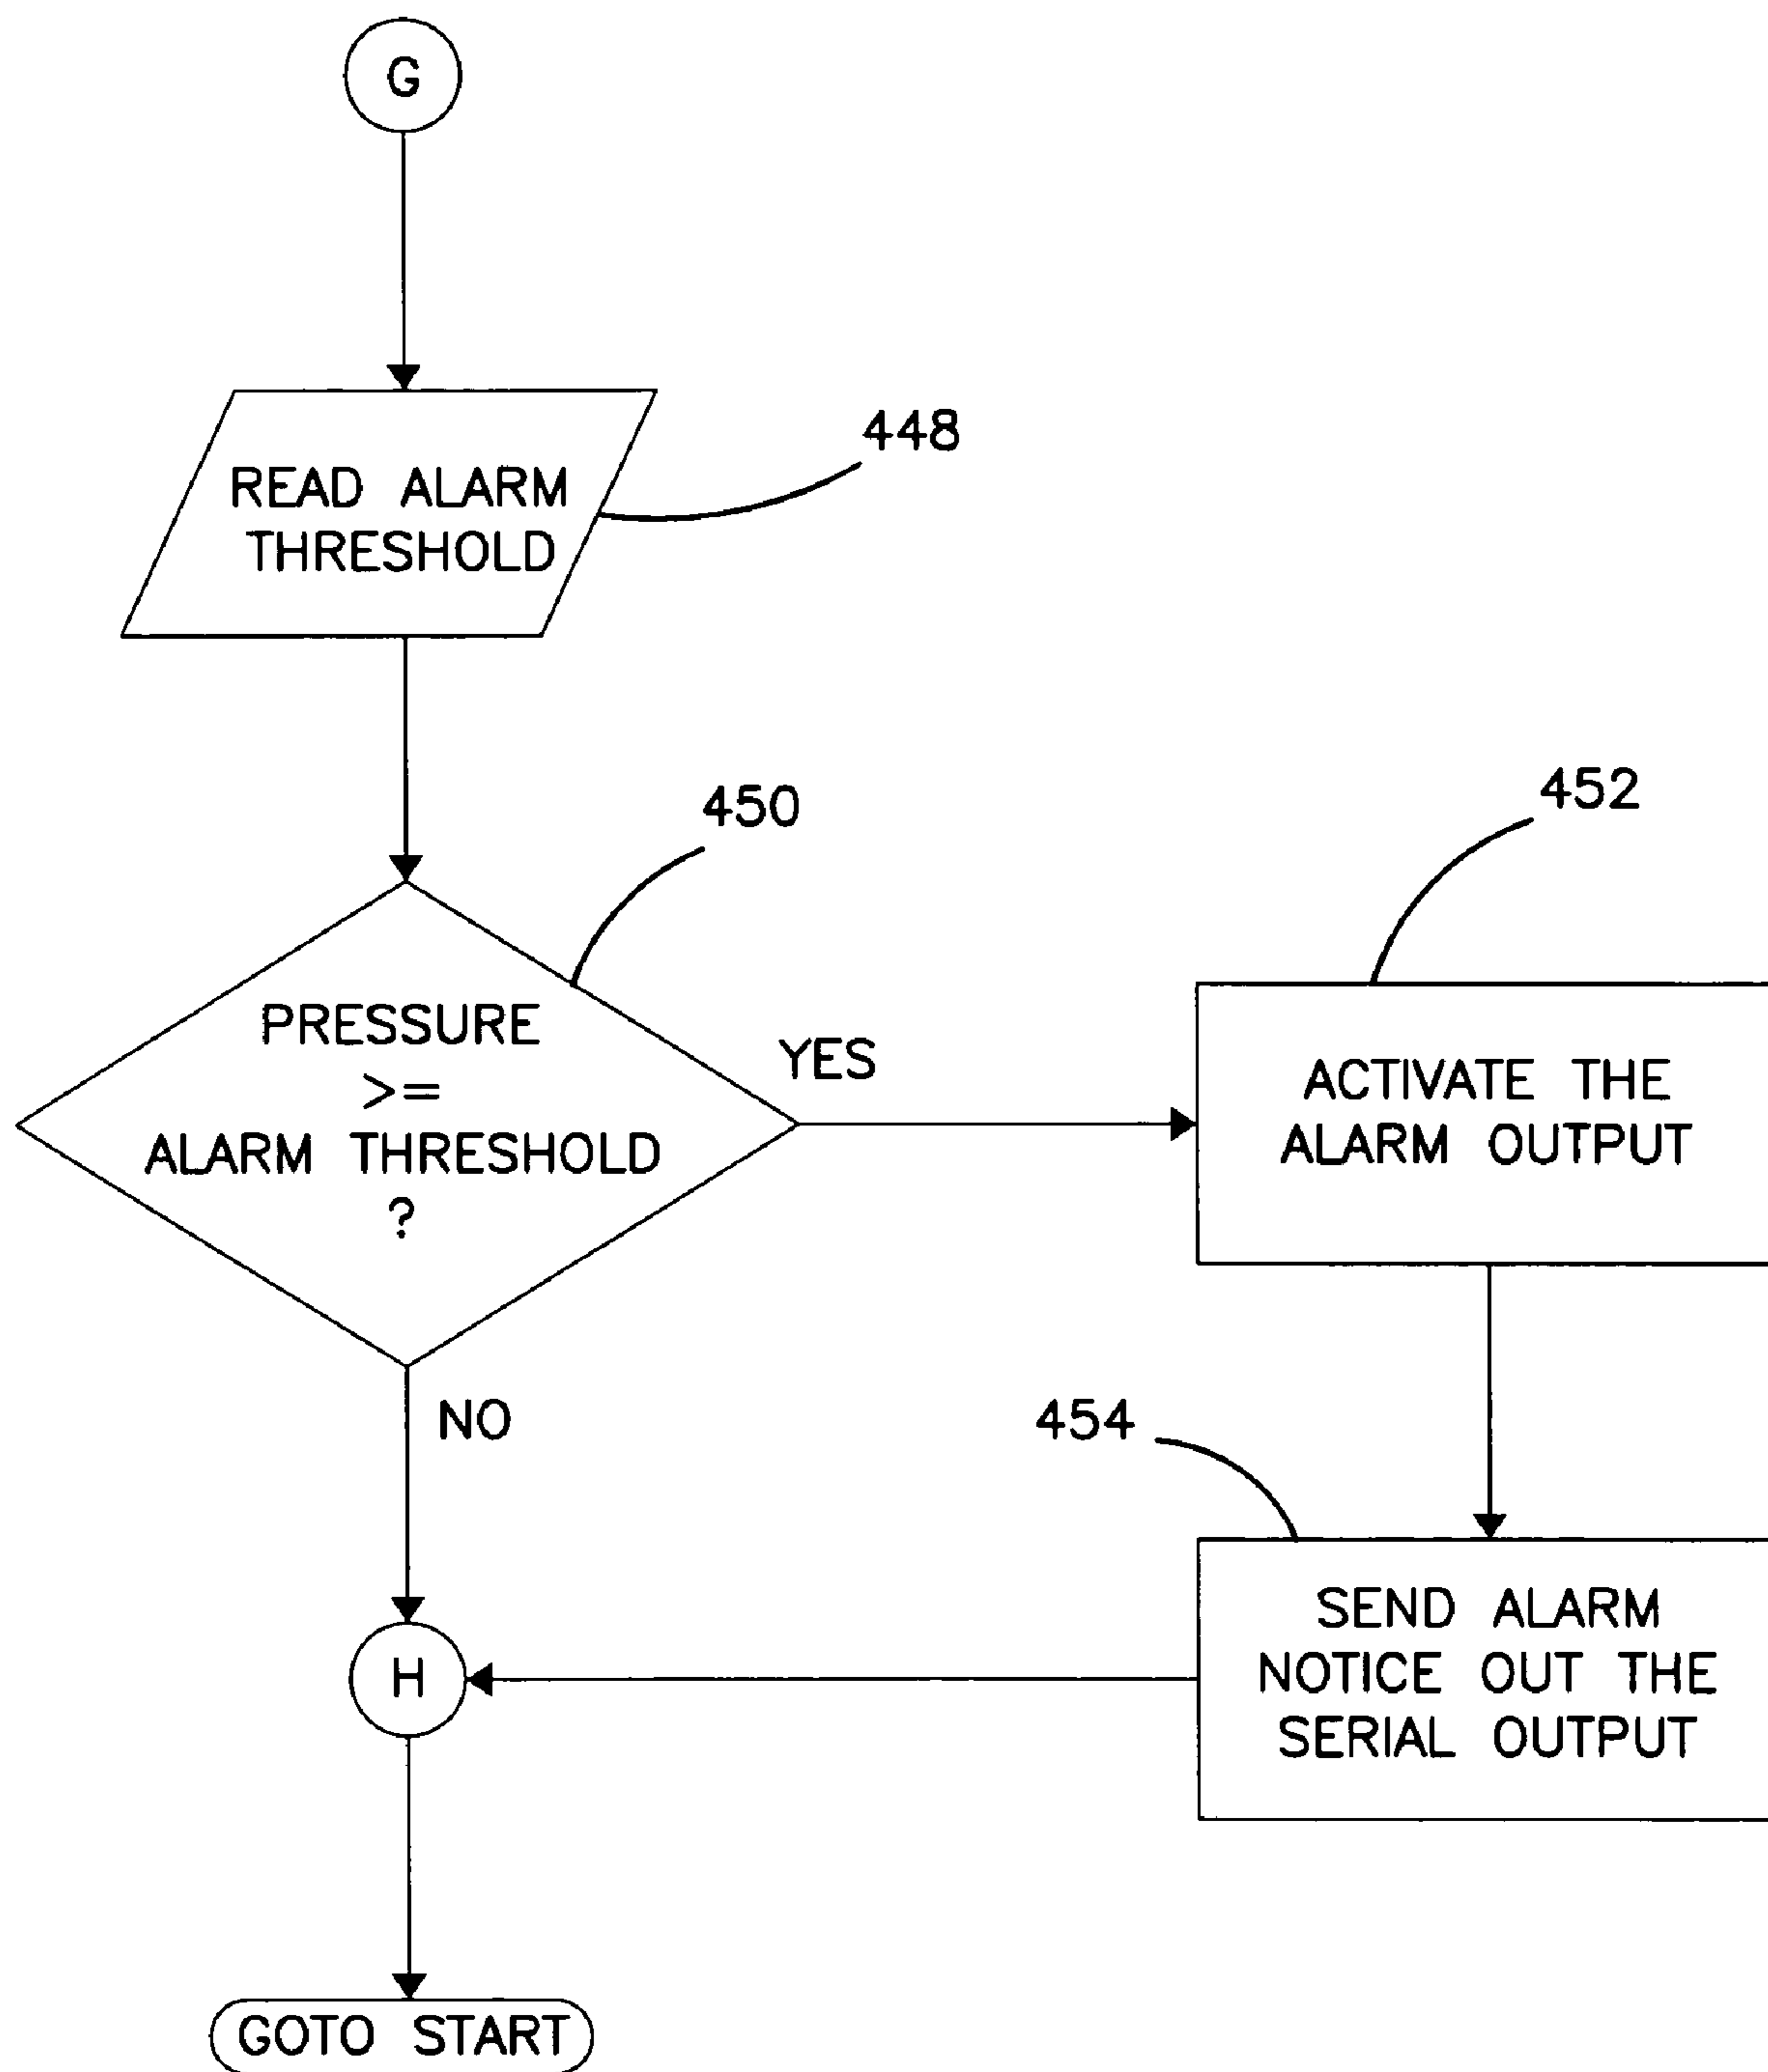 G
READ ALARM
THRESHOLD
448
450
PRESSURE
>=
ALARM THRESHOLD
?
YES
452
ACTIVATE THE
ALARM OUTPUT
NO
454
SEND ALARM
NOTICE OUT THE
SERIAL OUTPUT
H
GOTO START